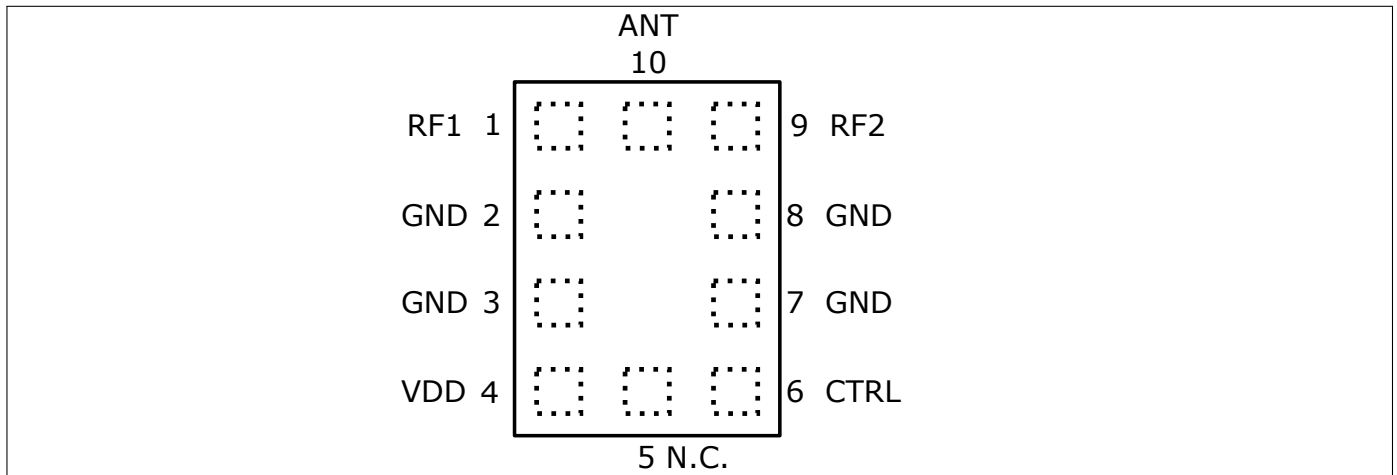 ANT
10
RF1 1
9 RF2
GND 2
8 GND
GND 3
7 GND
VDD 4
6 CTRL
5 N.C.